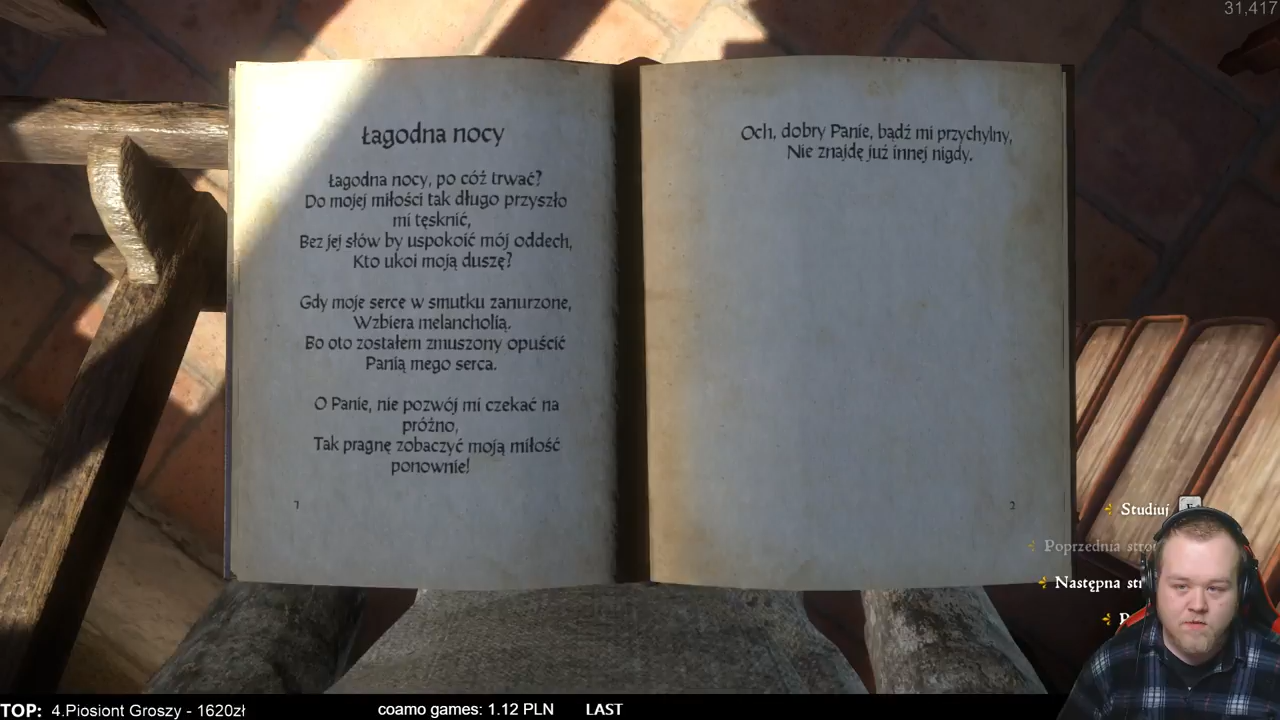 31,417
Łagodna nocy
Łagodna nocy, po cóż trwać?
Do mojej miłości tak długo przyszło
mi tęsknić,
Bez jej słów by uspokoić mój oddech,
Kto ukoi moją duszę?
Gdy moje serce w smutku zanurzone,
Wzbiera melancholią.
Bo oto zostałem zmuszony opuścić
Panią mego serca.
O Panie, nie pozwój mi czekać na
próżno,
Tak pragnę zobaczyć moją miłość
ponownie!
1
Och, dobry Panie, bądź mi przychylny,
Nie znajdę już innej nigdy.
2
Studiuj
Poprzednia
Następna
TOP: 4.Piosiont Groszy - 1620zł
coamo games: 1.12 PLN
LAST